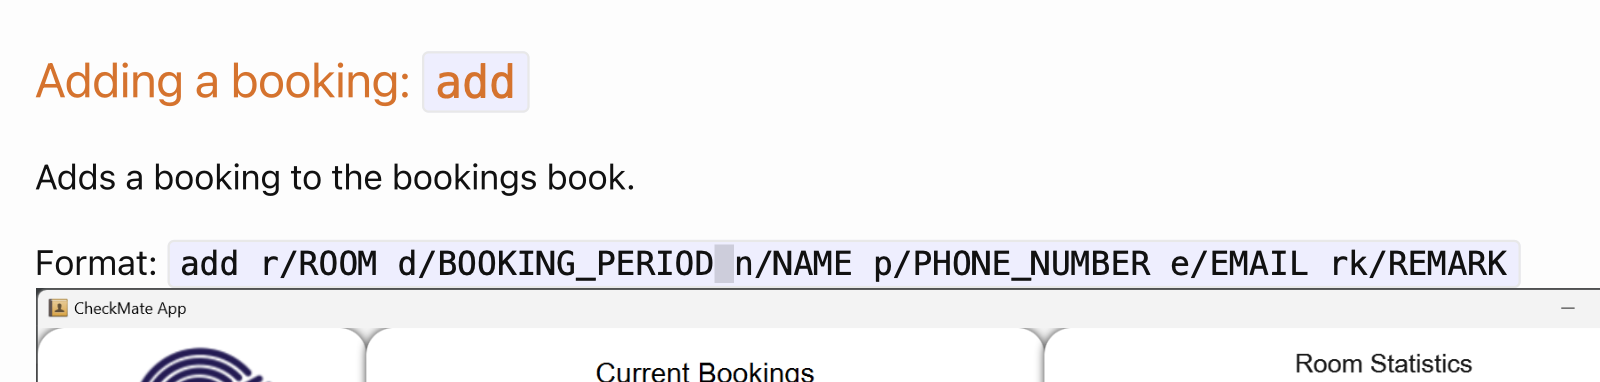 Adding a booking: add
Adds a booking to the bookings book.
Format: add r/ROOM d/BOOKING_PERIOD n/NAME p/PHONE_NUMBER e/EMAIL rk/REMARK
CheckMate App
Current Bookings
Room Statistics